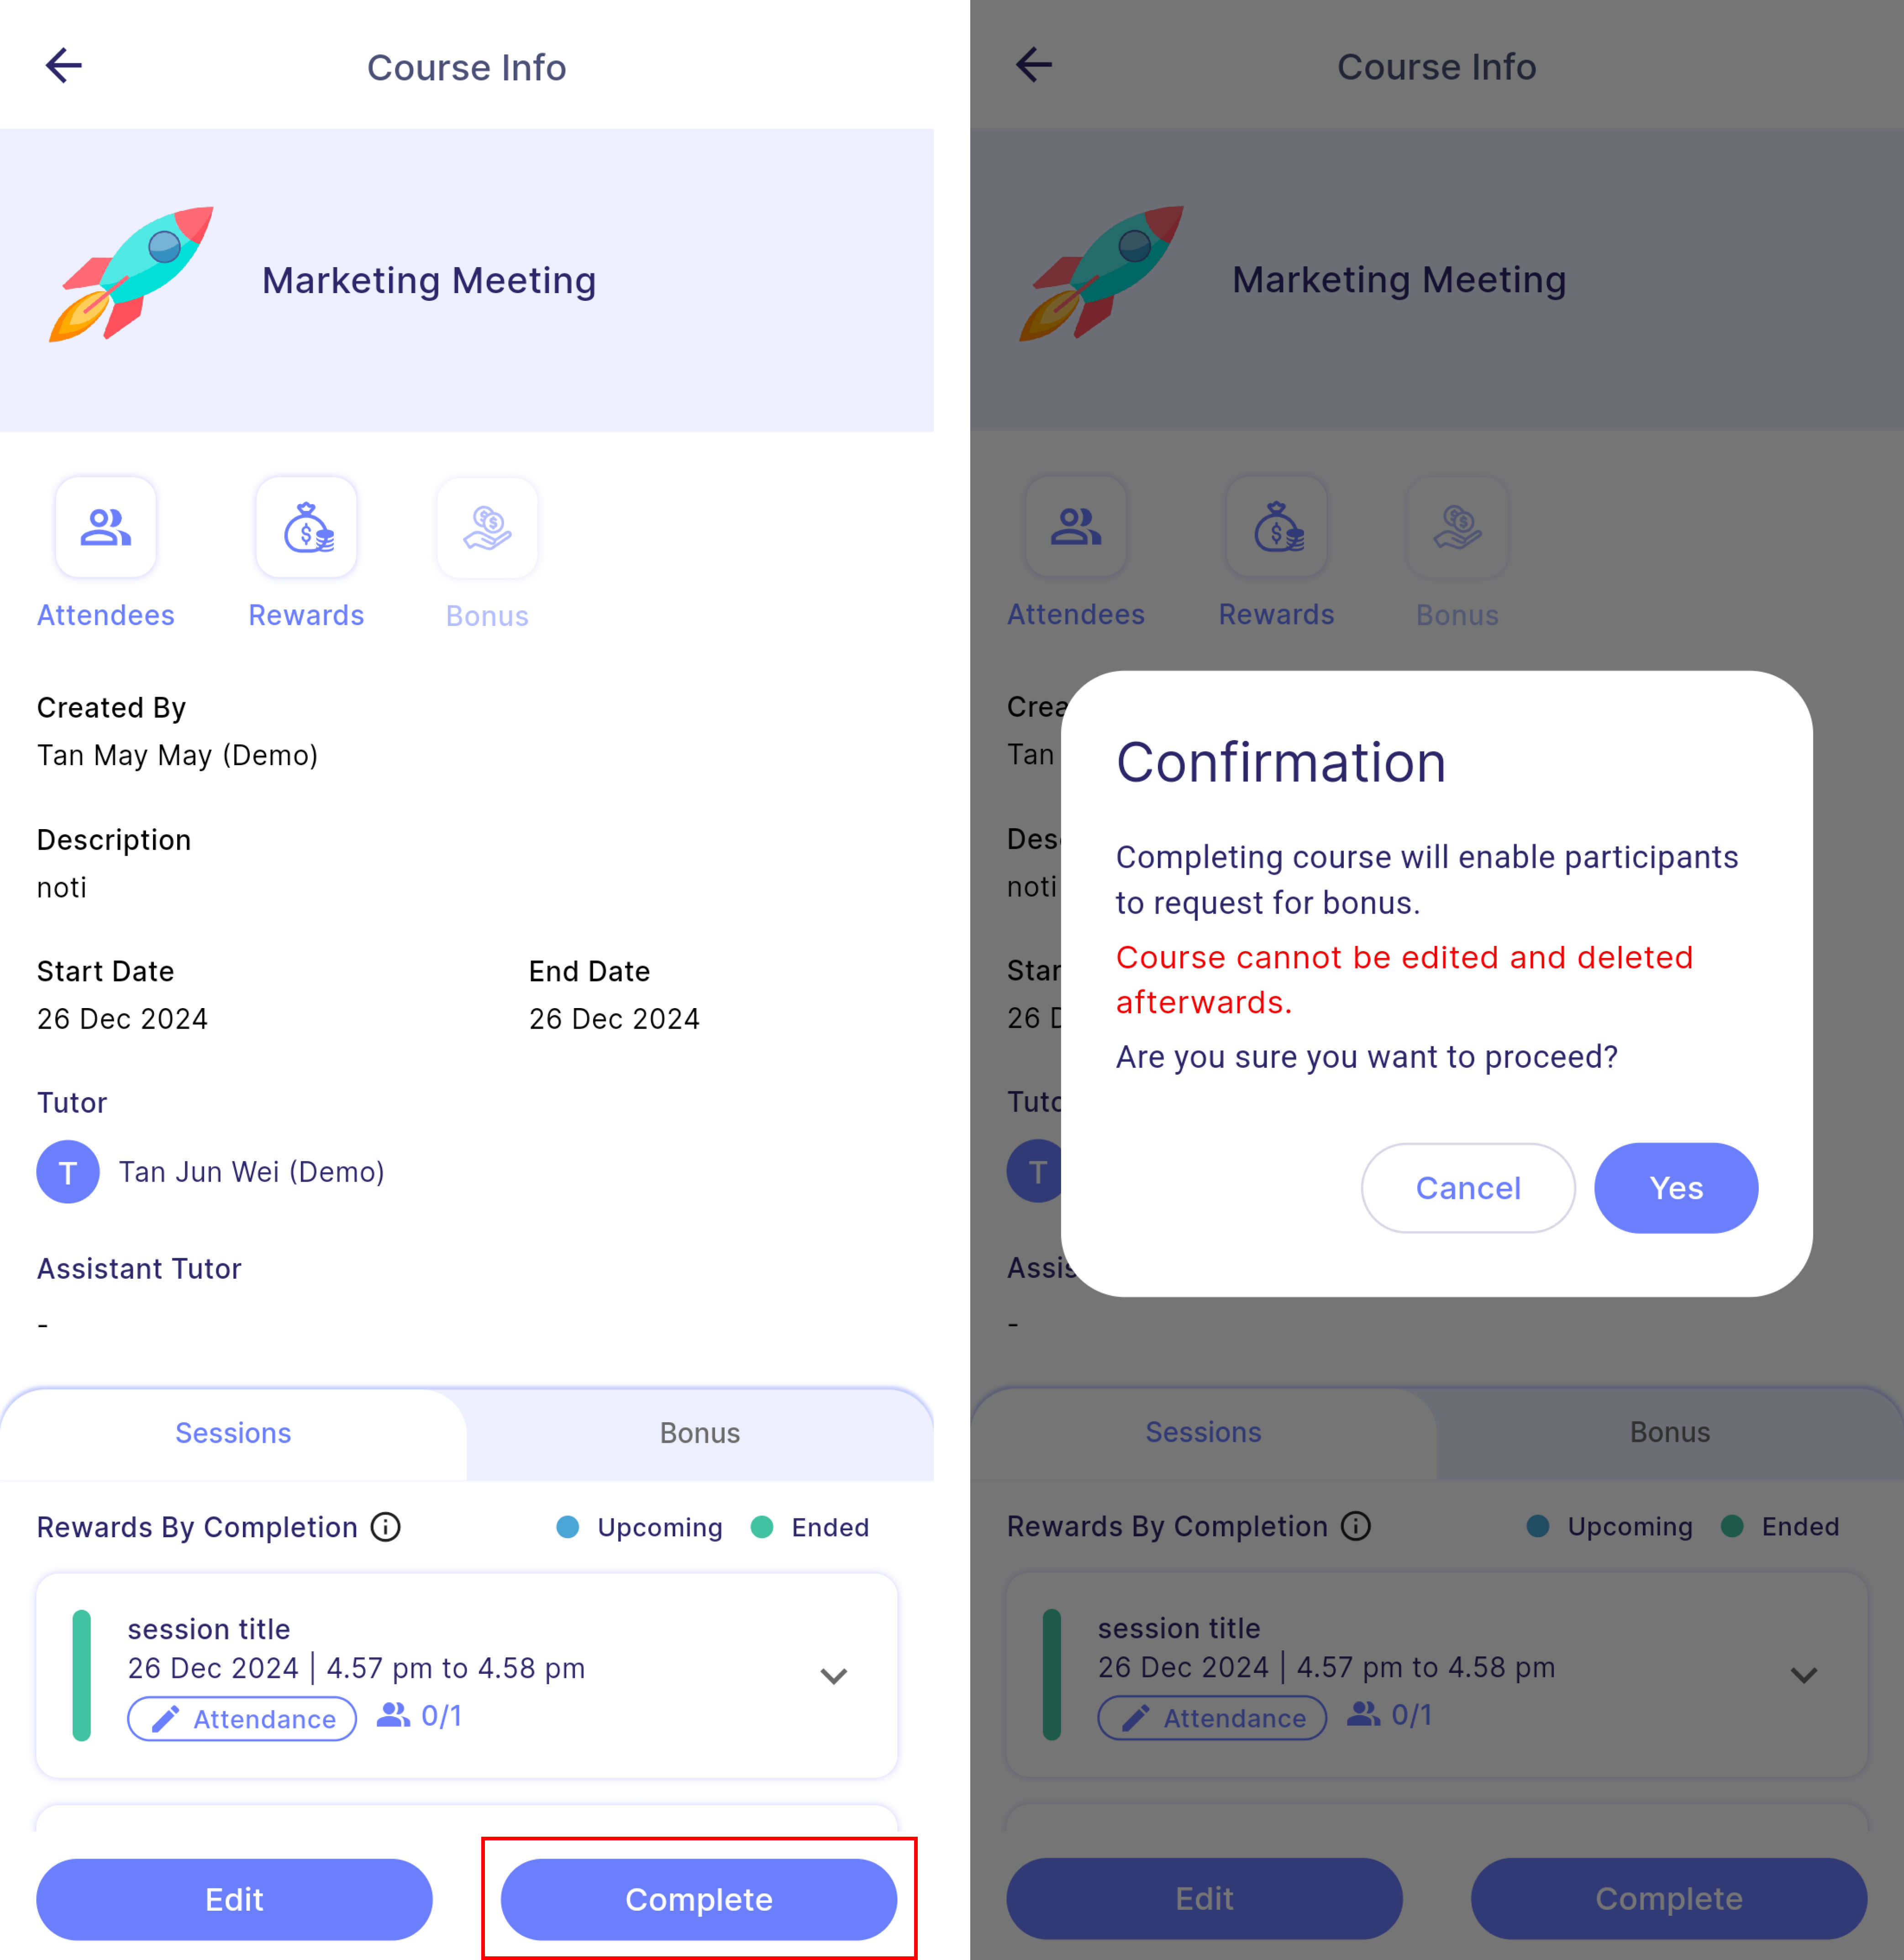 Course Info
Marketing Meeting
Attendees Rewards Bonus
Created By
Tan May May (Demo)
Description
noti
Start Date End Date
26 Dec 2024 26 Dec 2024
Tutor
T Tan Jun Wei (Demo)
Assistant Tutor
-
Sessions Bonus
Rewards By Completion Upcoming Ended
session title
26 Dec 2024 | 4.57 pm to 4.58 pm
Attendance 0/1
Edit Complete
Course Info
Marketing Meeting
Attendees Rewards Bonus
Crea
Tan
Confirmation
Completing course will enable participants
to request for bonus.
Course cannot be edited and deleted
afterwards.
Are you sure you want to proceed?
Cancel Yes
Des
noti
Star
26 D
Tuto
T
Assis
-
Sessions Bonus
Rewards By Completion Upcoming Ended
session title
26 Dec 2024 | 4.57 pm to 4.58 pm
Attendance 0/1
Edit Complete